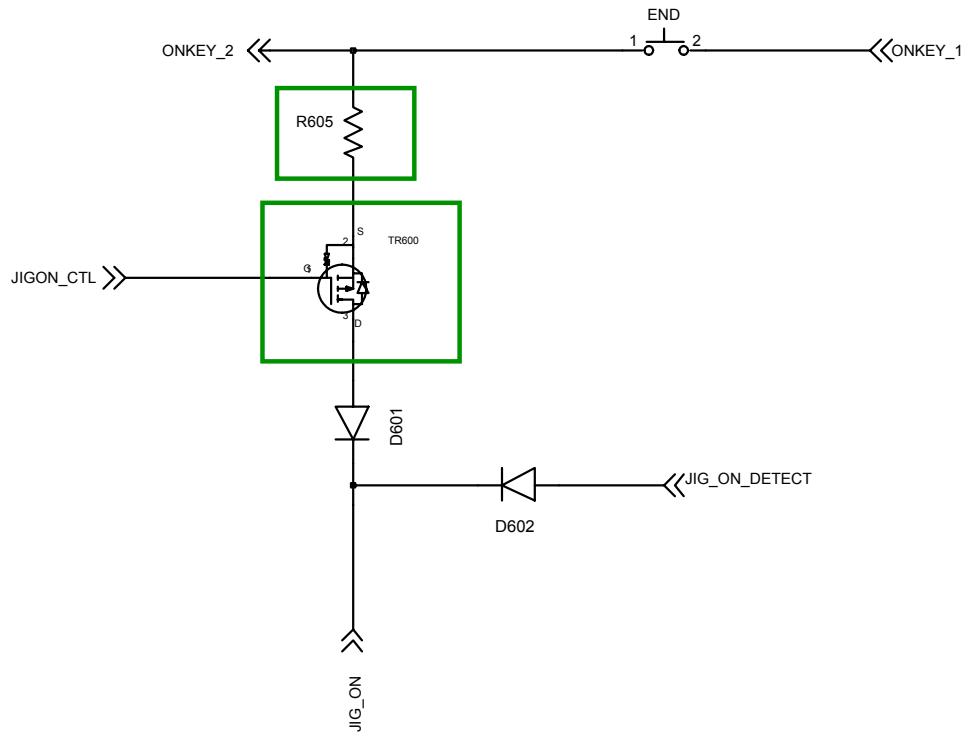 END
ONKEY_2
1
2
ONKEY_1
R605
S
TR600
2
G
JIGON_CTL
3
D
D601
JIG_ON_DETECT
D602
JIG_ON